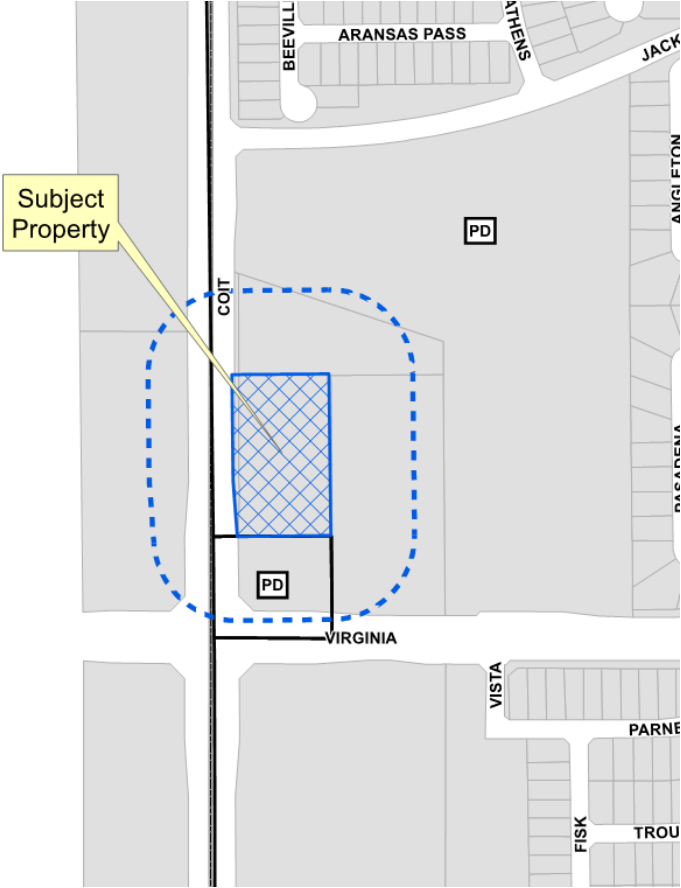 BEEVILL
ARANSAS PASS
ATHENS
JACK
ANGLETON
Subject
Property
PD
COIT
PASADENA
PD
VIRGINIA
VISTA
PARNE
FISK
TROU